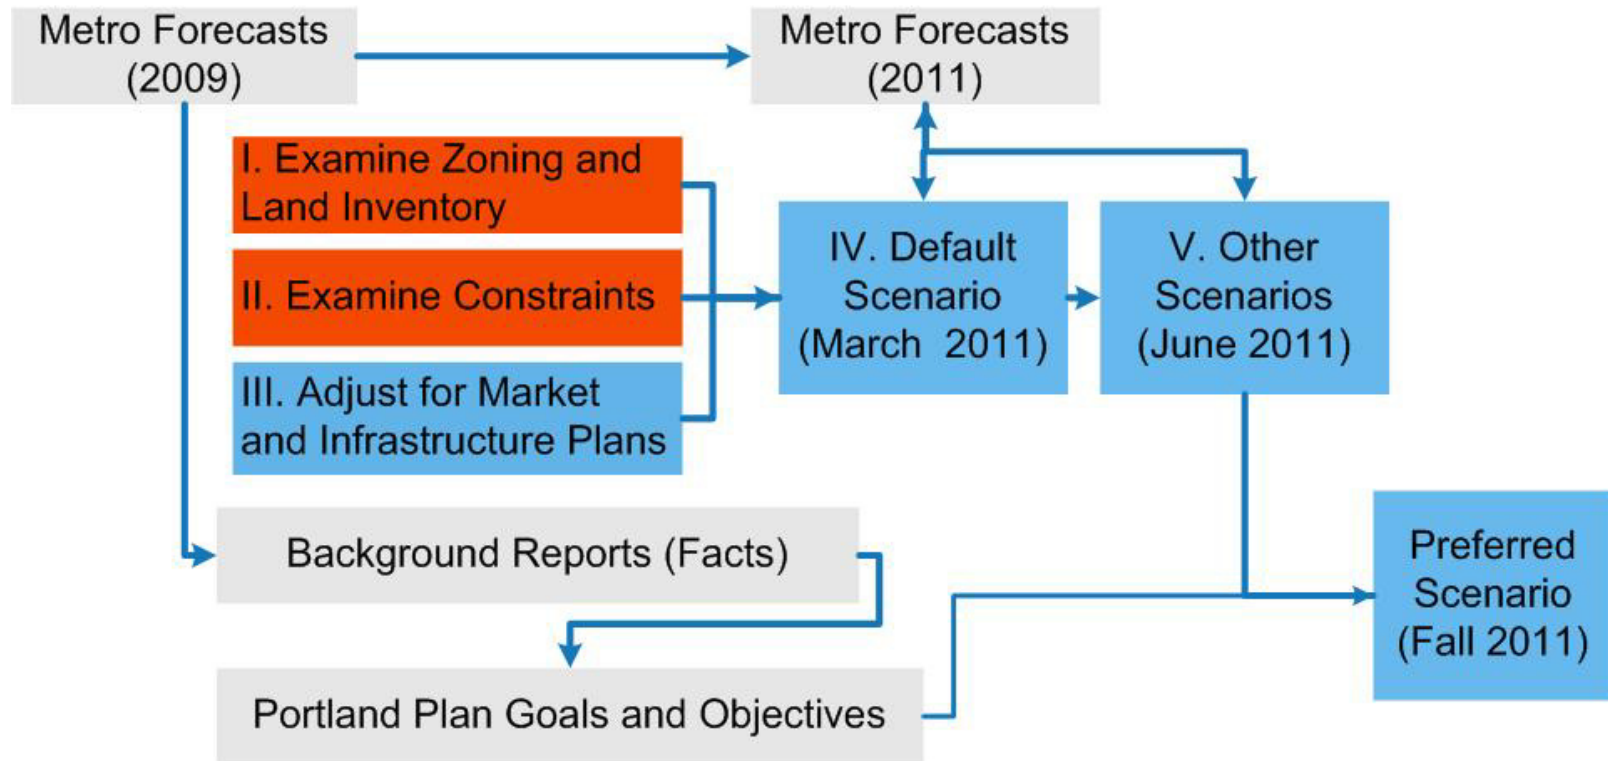 Metro Forecasts
(2009)
Metro Forecasts
(2011)
I. Examine Zoning and
Land Inventory
II. Examine Constraints
III. Adjust for Market
and Infrastructure Plans
IV. Default
Scenario
(March  2011)
V. Other
Scenarios
(June 2011)
Background Reports (Facts)
Portland Plan Goals and Objectives
Preferred
Scenario
(Fall 2011)